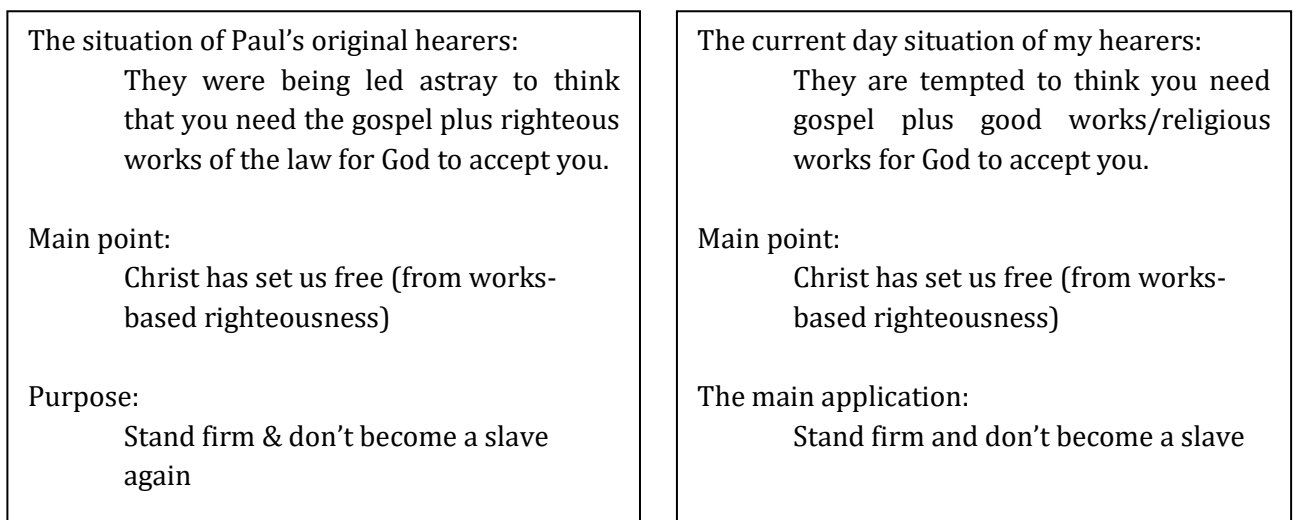 The situation of Paul’s original hearers:
They were being led astray to think
that you need the gospel plus righteous
works of the law for God to accept you.
Main point:
Christ has set us free (from works-
based righteousness)
Purpose:
Stand firm & don’t become a slave
again
The current day situation of my hearers:
They are tempted to think you need
gospel plus good works/religious
works for God to accept you.
Main point:
Christ has set us free (from works-
based righteousness)
The main application:
Stand firm and don’t become a slave